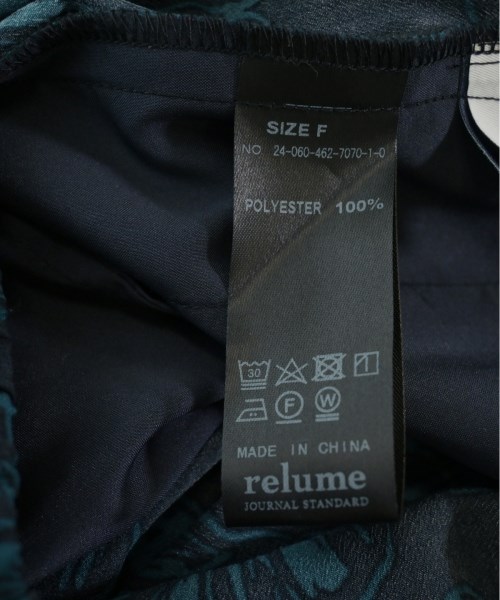 SIZE F
NO 24-060-462-7070-1-0
POLYESTER 100%
30
F W
MADE IN CHINA
relume
JOURNAL STANDARD